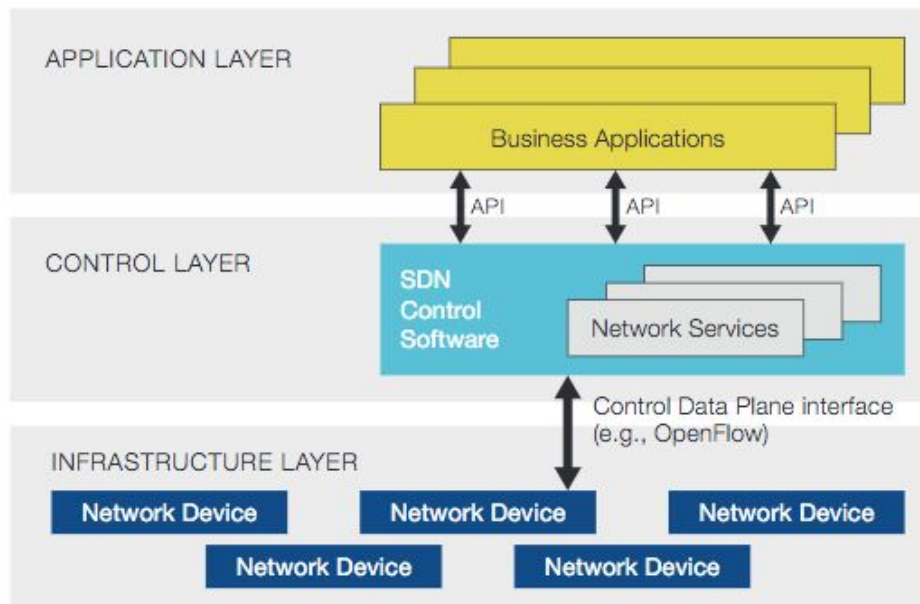 APPLICATION LAYER
Business Applications
API API API
CONTROL LAYER
SDN
Control
Software
Network Services
Control Data Plane interface
(e.g., OpenFlow)
INFRASTRUCTURE LAYER
Network Device Network Device Network Device
Network Device Network Device